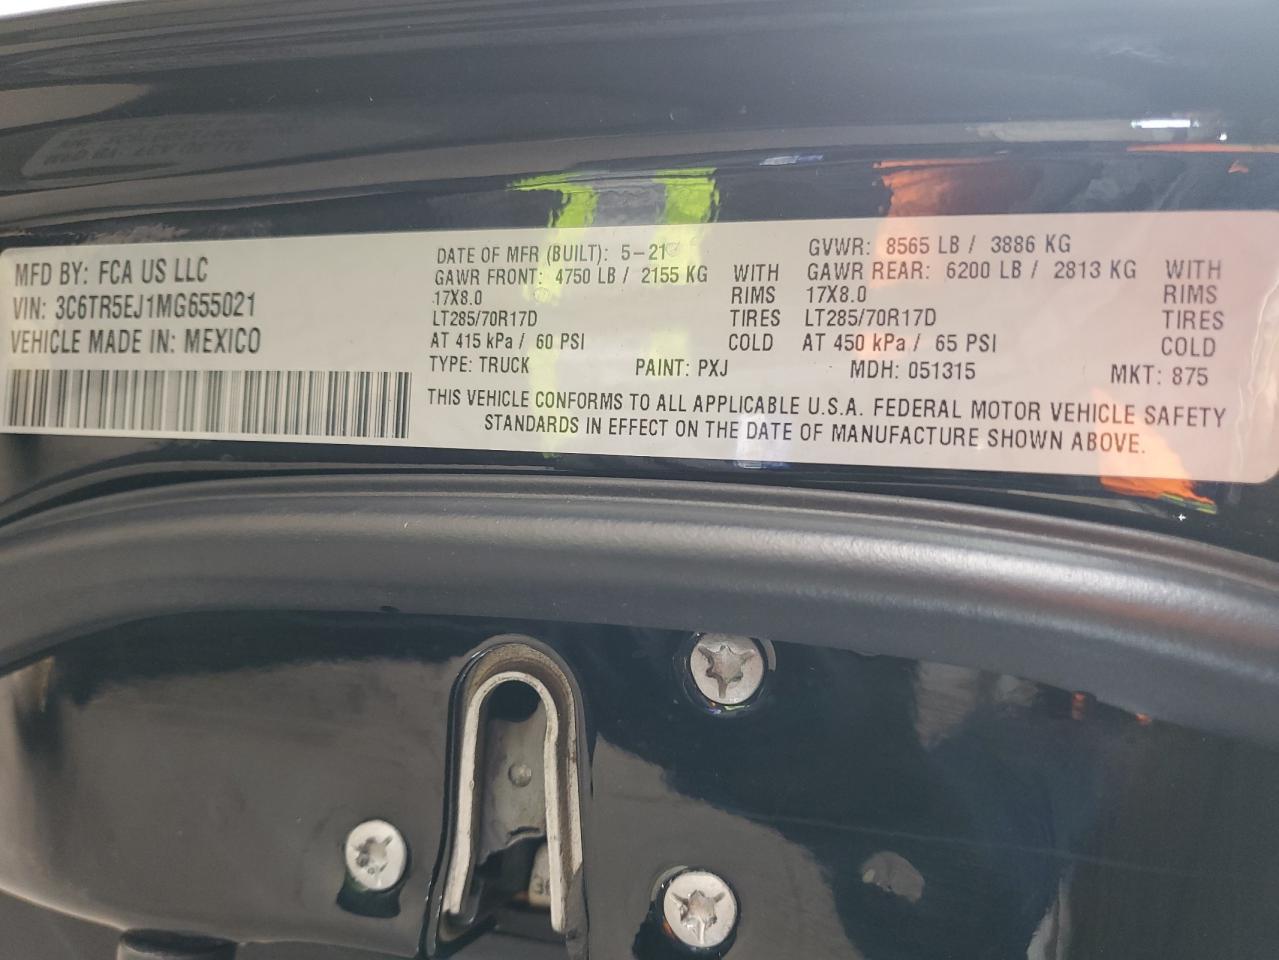 MFD BY: FCA US LLC
VIN: 3C6TR5EJ1MG655021
VEHICLE MADE IN: MEXICO
DATE OF MFR (BUILT): 5-21 GVWR: 8565 LB / 3886 KG
GAWR FRONT: 4750 LB / 2155 KG WITH GAWR REAR: 6200 LB / 2813 KG WITH
17X8.0 RIMS 17X8.0 RIMS
LT285/70R17D TIRES LT285/70R17D TIRES
AT 415 kPa / 60 PSI COLD AT 450 kPa / 65 PSI COLD
TYPE: TRUCK PAINT: PXJ MDH: 051315 MKT: 875
THIS VEHICLE CONFORMS TO ALL APPLICABLE U.S.A. FEDERAL MOTOR VEHICLE SAFETY
STANDARDS IN EFFECT ON THE DATE OF MANUFACTURE SHOWN ABOVE.